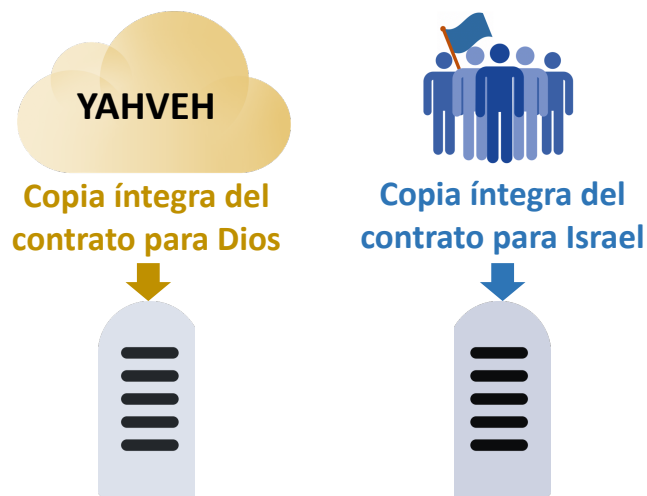 YAHVEH
Copia íntegra del
contrato para Dios
Copia íntegra del
contrato para Israel